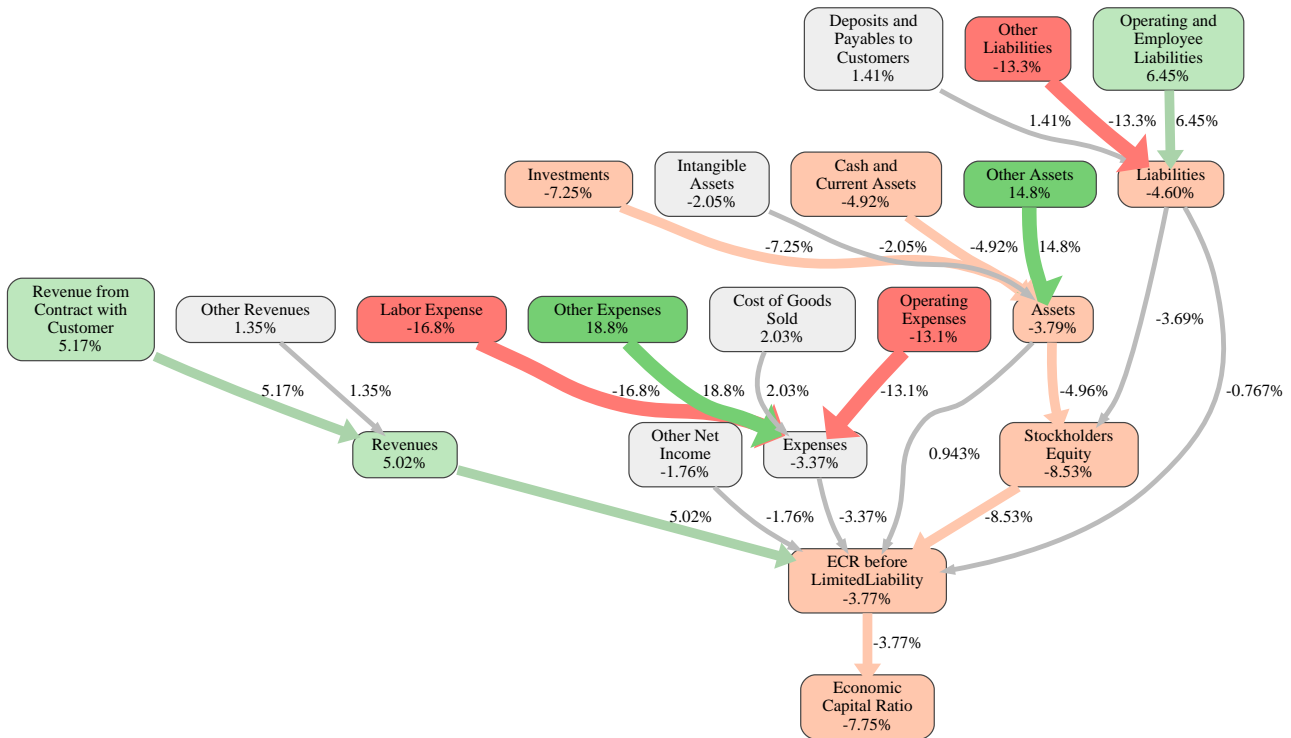 Deposits and
Payables to
Customers
1.41%
Other
Liabilities
-13.3%
Operating and
Employee
Liabilities
6.45%
1.41%
-13.3%
6.45%
Investments
-7.25%
Intangible
Assets
-2.05%
Cash and
Current Assets
-4.92%
Other Assets
14.8%
Liabilities
-4.60%
-7.25%
-2.05%
-4.92%
14.8%
Revenue from
Contract with
Customer
5.17%
Other Revenues
1.35%
Labor Expense
-16.8%
Other Expenses
18.8%
Cost of Goods
Sold
2.03%
Operating
Expenses
-13.1%
Assets
-3.79%
-3.69%
5.17%
1.35%
-16.8%
18.8%
2.03%
-13.1%
-4.96%
-0.767%
Revenues
5.02%
Other Net
Income
-1.76%
Expenses
-3.37%
0.943%
Stockholders
Equity
-8.53%
5.02%
-1.76%
-3.37%
-8.53%
ECR before
LimitedLiability
-3.77%
-3.77%
Economic
Capital Ratio
-7.75%